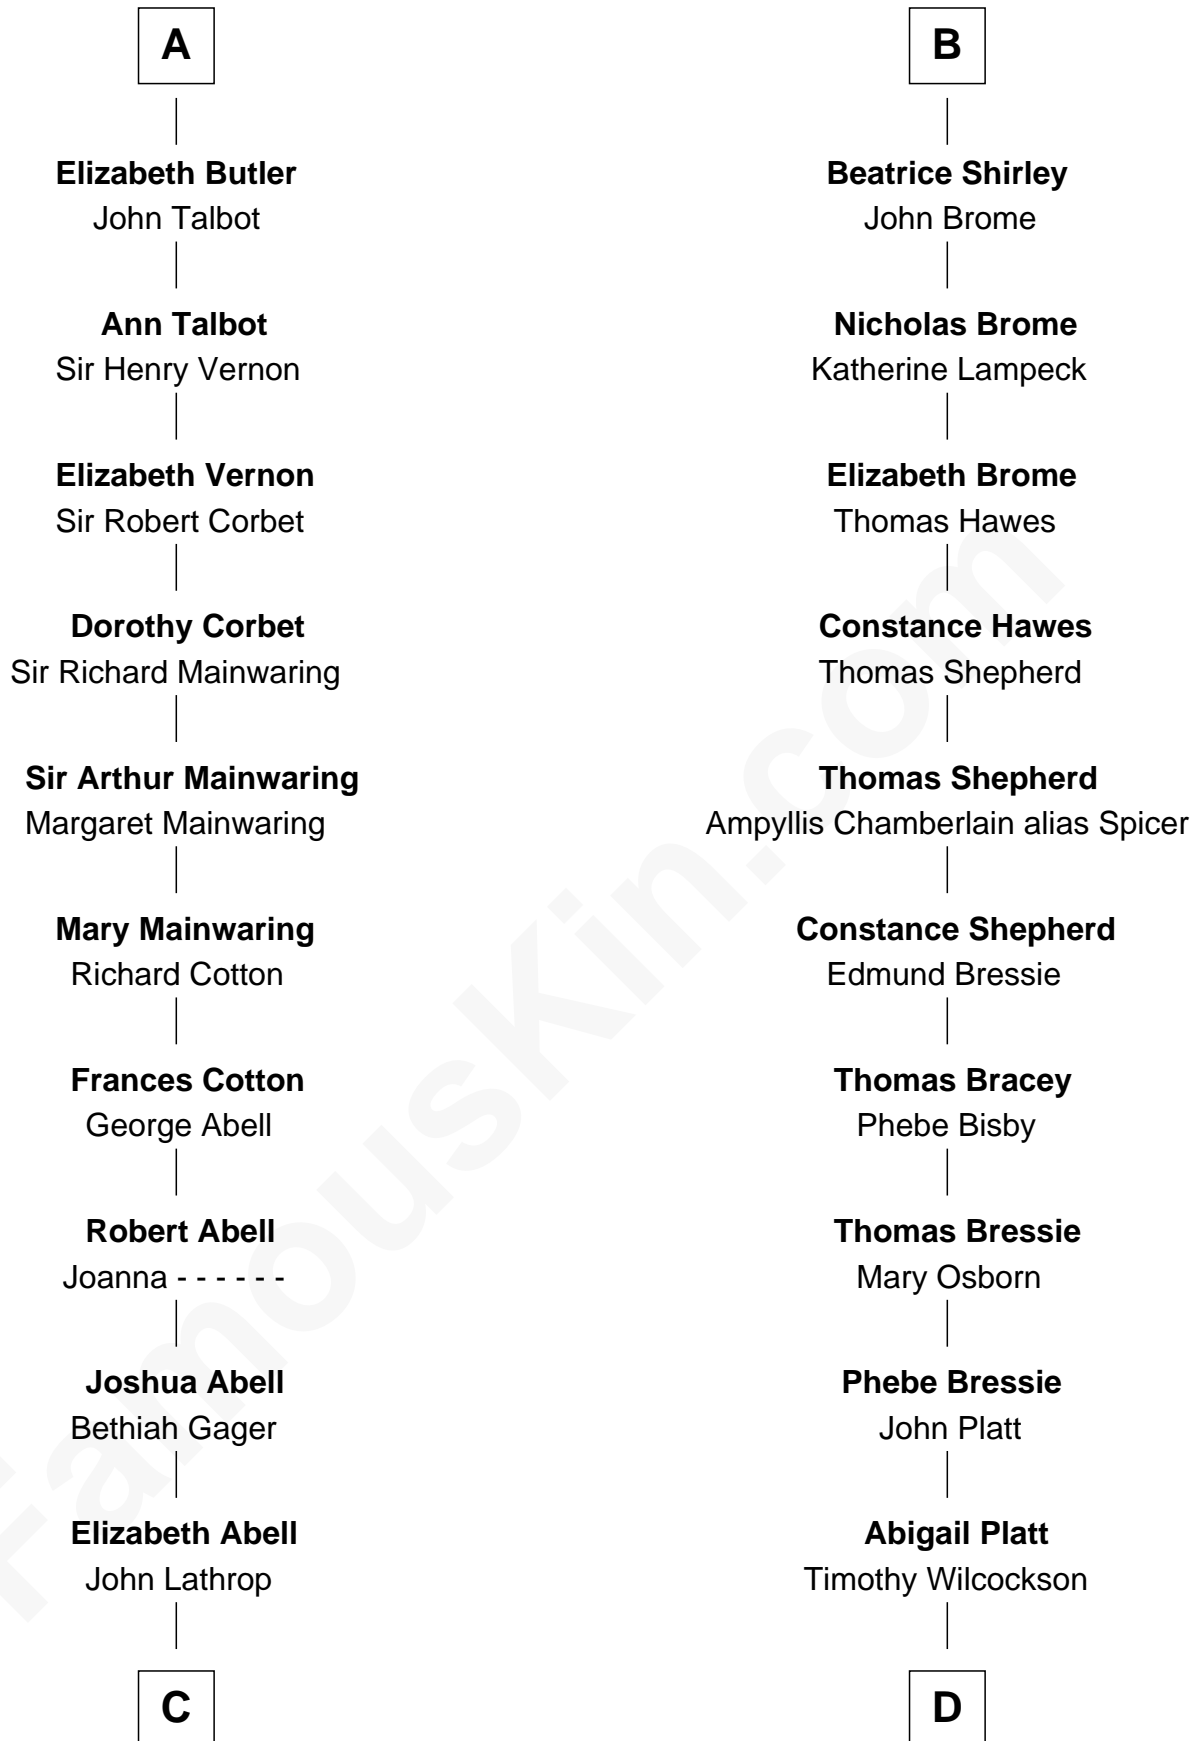 A
Elizabeth Butler
John Talbot
Ann Talbot
Sir Henry Vernon
Elizabeth Vernon
Sir Robert Corbet
Dorothy Corbet
Sir Richard Mainwaring
Sir Arthur Mainwaring
Margaret Mainwaring
Mary Mainwaring
Richard Cotton
Frances Cotton
George Abell
Robert Abell
Joanna - - - - - -
Joshua Abell
Bethiah Gager
Elizabeth Abell
John Lathrop
C
B
Beatrice Shirley
John Brome
Nicholas Brome
Katherine Lampeck
Elizabeth Brome
Thomas Hawes
Constance Hawes
Thomas Shepherd
Thomas Shepherd
Ampyllis Chamberlain alias Spicer
Constance Shepherd
Edmund Bressie
Thomas Bracey
Phebe Bisby
Thomas Bressie
Mary Osborn
Phebe Bressie
John Platt
Abigail Platt
Timothy Wilcockson
D
FamousKin.com